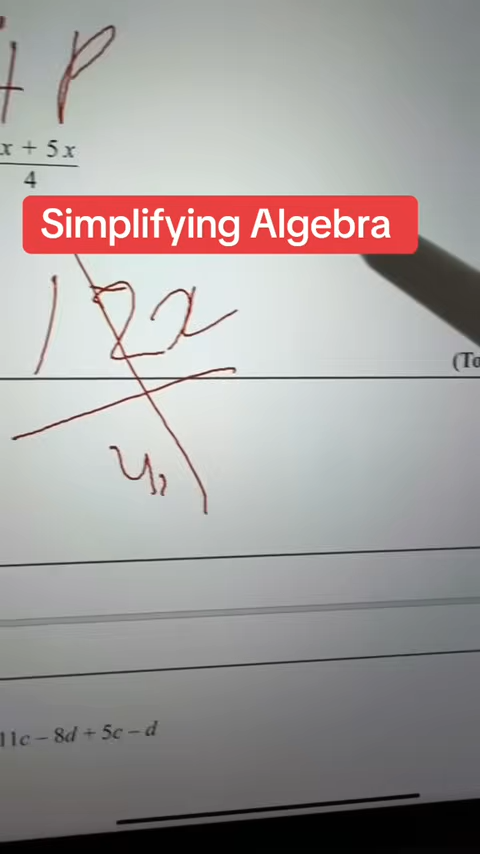 + p
x + 5x
4
Simplifying Algebra
12x
(To
4
11c – 8d + 5c – d